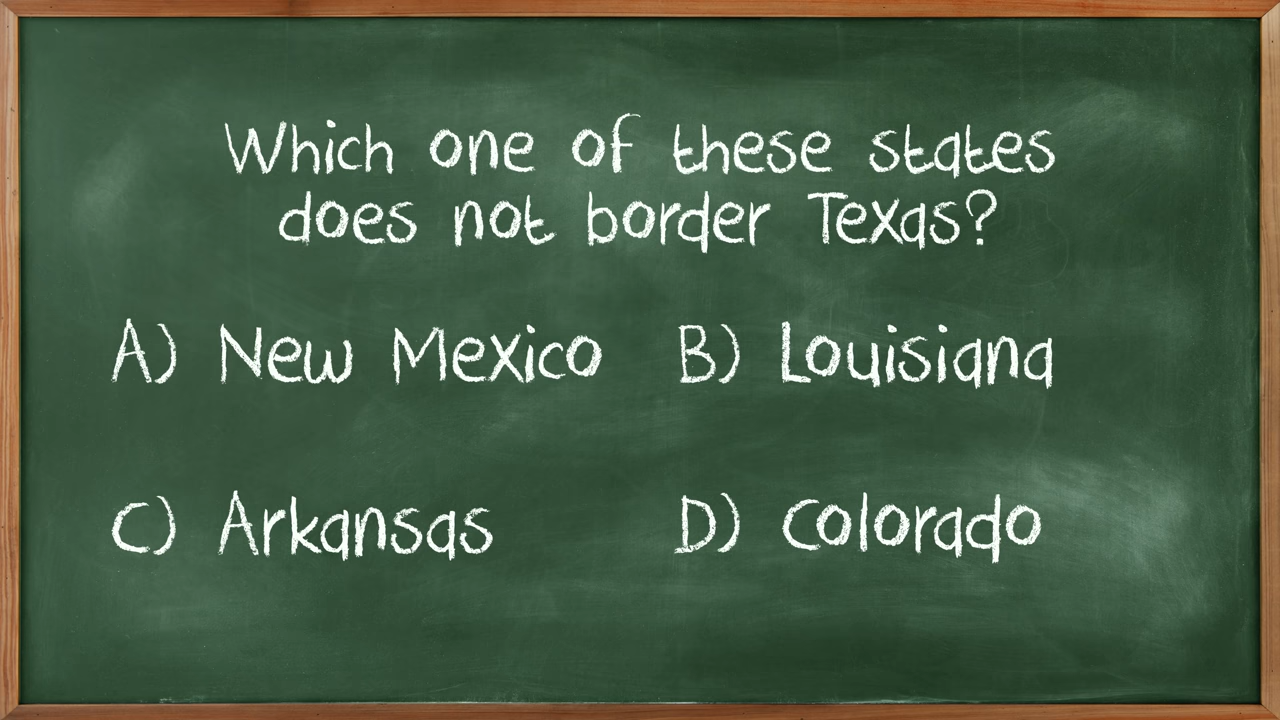 Which one of these states
does not border Texas?
A) New Mexico B) Louisiana
C) Arkansas D) Colorado